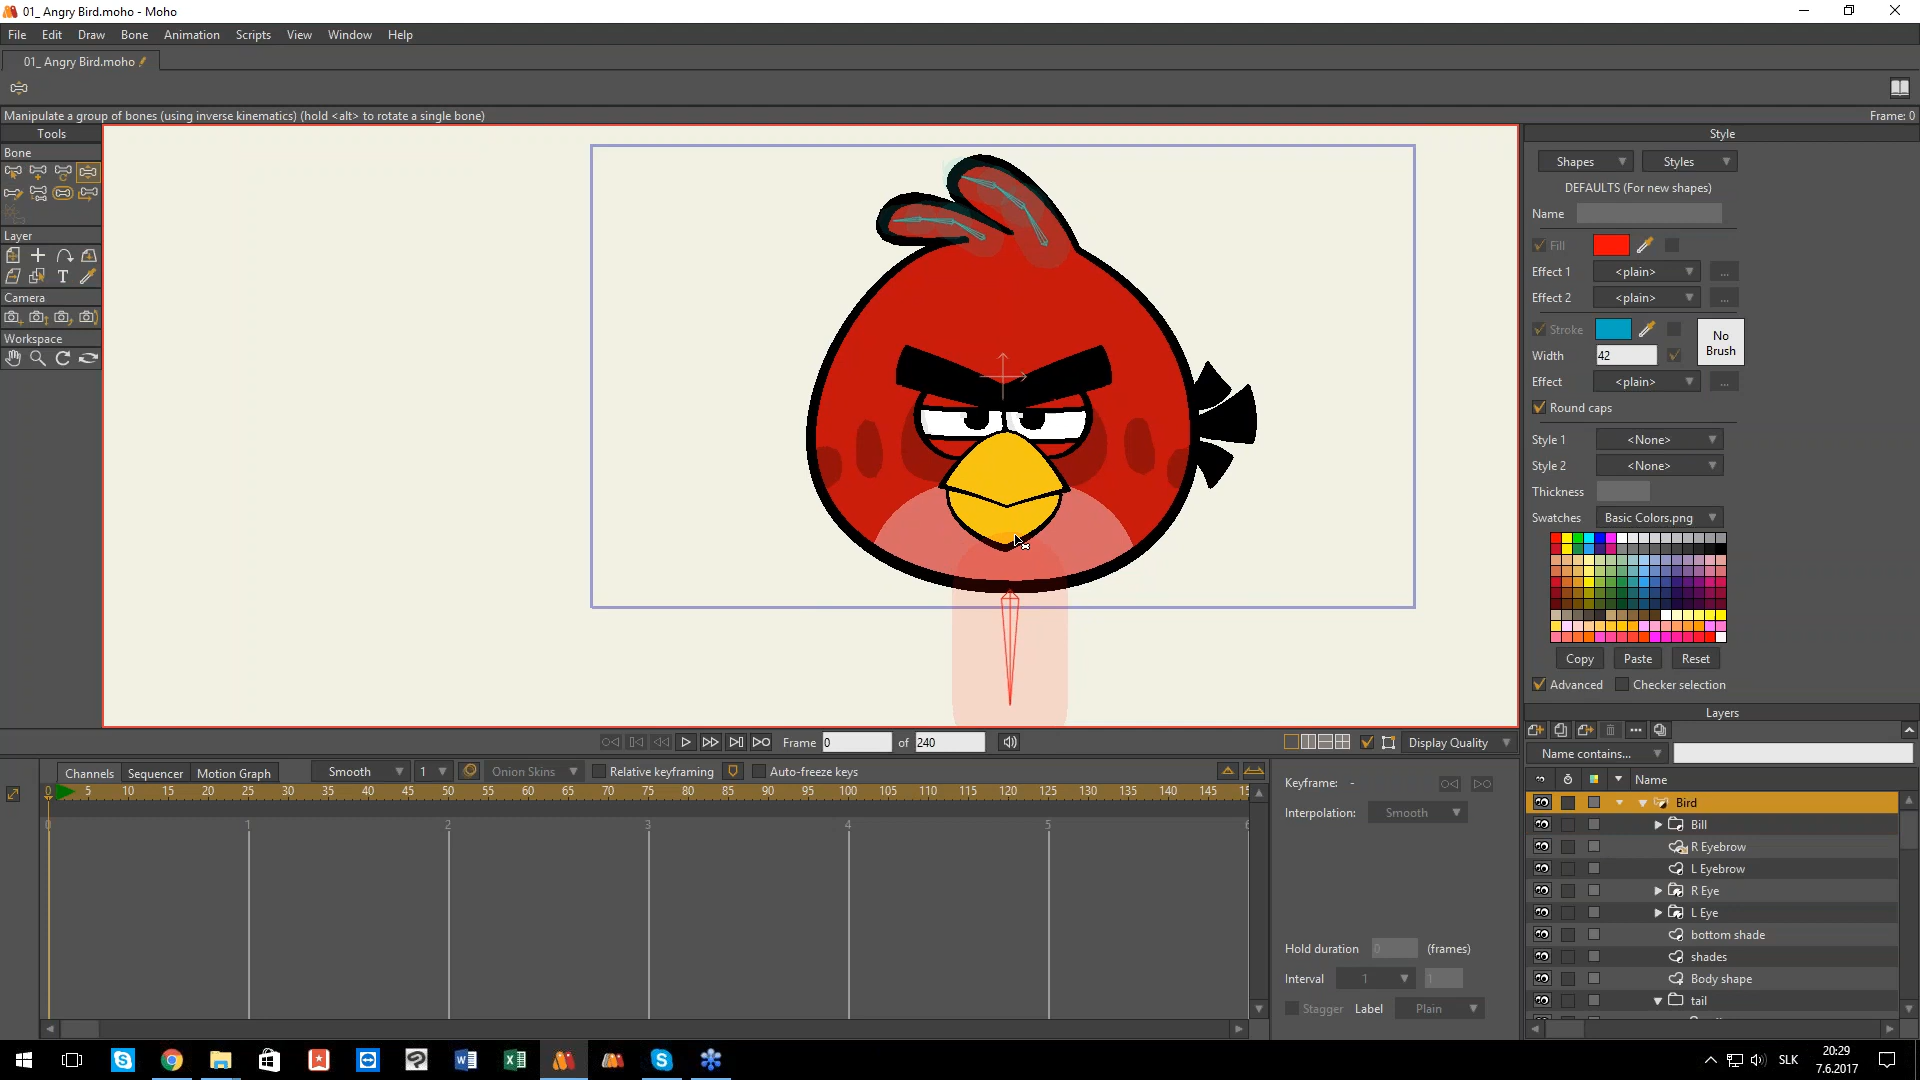 01_ Angry Bird.moho - Moho
File Edit Draw Bone Animation Scripts View Window Help
01_ Angry Bird.moho
Manipulate a group of bones (using inverse kinematics) (hold <alt> to rotate a single bone)
Frame: 0
Tools
Bone
Layer
T
Camera
Workspace
Style
Shapes
Styles
DEFAULTS (For new shapes)
Name
Fill
Effect 1
<plain>
...
Effect 2
<plain>
...
Stroke
No
Brush
Width
42
Effect
<plain>
...
Round caps
Style 1
<None>
Style 2
<None>
Thickness
Swatches
Basic Colors.png
Copy
Paste
Reset
Advanced
Checker selection
Layers
Name contains...
Name
Bird
Bill
R Eyebrow
L Eyebrow
R Eye
L Eye
bottom shade
shades
Body shape
tail
Frame 0 of 240
Display Quality
Channels Sequencer Motion Graph
Smooth
1
Onion Skins
Relative keyframing
Auto-freeze keys
0 5 10 15 20 25 30 35 40 45 50 55 60 65 70 75 80 85 90 95 100 105 110 115 120 125 130 135 140 145 15
0 1 2 3 4 5 6
Keyframe: -
Interpolation:
Smooth
Hold duration
0
(frames)
Interval
1
1
Stagger
Label
Plain
SLK
20:29
7.6.2017